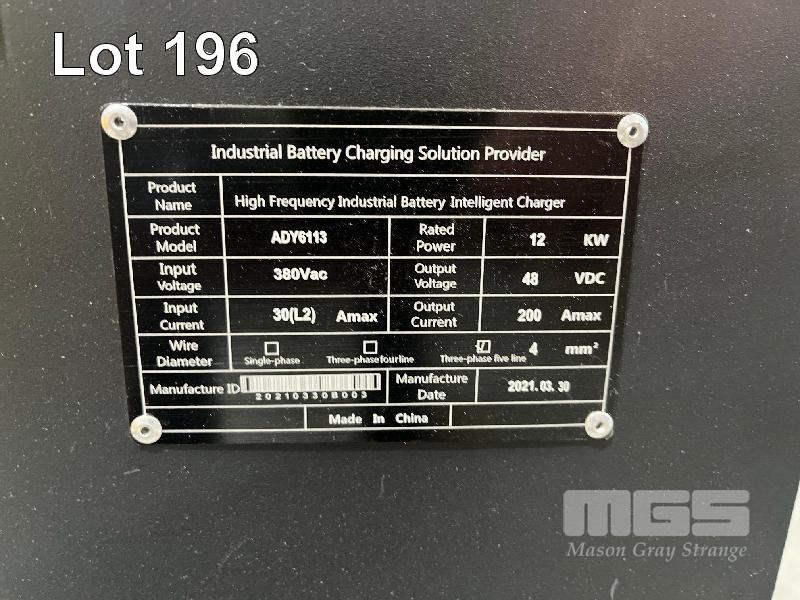 Lot 196
Industrial Battery Charging Solution Provider
Product Name High Frequency Industrial Battery Intelligent Charger
Product Model ADY6113 Rated Power 12 KW
Input Voltage 380Vac Output Voltage 48 VDC
Input Current 30(L2) Amax Output Current 200 Amax
Wire Diameter Single-phase Three-phase fourline Three-phase five line 4 mm²
Manufacture ID 20210330B003 Manufacture Date 2021.03.30
Made In China
MGS
Mason Gray Strange